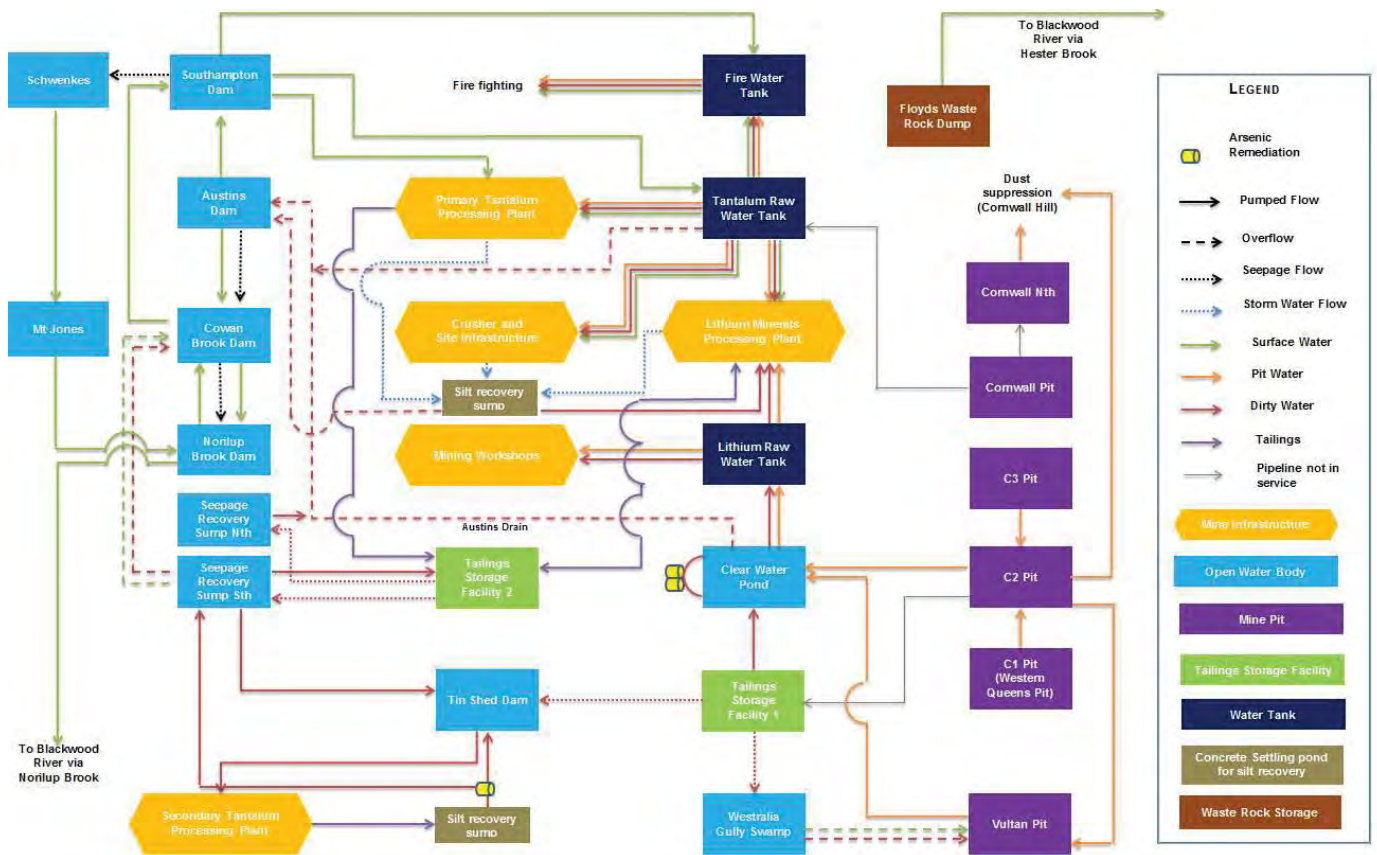 To Blackwood
River via
Hester Brook
Schwenkes
Southampton
Dam
Fire fighting
Fire Water
Tank
Floyds Waste
Rock Dump
Austins
Dam
Primary Tantalum
Processing Plant
Tantalum Raw
Water Tank
Dust
suppression
(Cornwall Hill)
Cornwall Nth
Mt Jones
Cowan
Brook Dam
Crusher and
Site Infrastructure
Lithium Minerals
Processing Plant
Cornwall Pit
Silt recovery
sump
Norilup
Brook Dam
Mining Workshops
Lithium Raw
Water Tank
C3 Pit
Seepage
Recovery
Sump Nth
Austins Drain
Seepage
Recovery
Sump Sth
Tailings
Storage
Facility 2
Clear Water
Pond
C2 Pit
C1 Pit
(Western
Queens Pit)
Tin Shed Dam
Tailings
Storage
Facility 1
To Blackwood
River via
Norilup Brook
Secondary Tantalum
Processing Plant
Silt recovery
sump
Westralia
Gully Swamp
Vultan Pit
LEGEND
Arsenic
Remediation
Pumped Flow
Overflow
Seepage Flow
Storm Water Flow
Surface Water
Pit Water
Dirty Water
Tailings
Pipeline not in
service
Mine Infrastructure
Open Water Body
Mine Pit
Tailings Storage Facility
Water Tank
Concrete Settling pond
for silt recovery
Waste Rock Storage